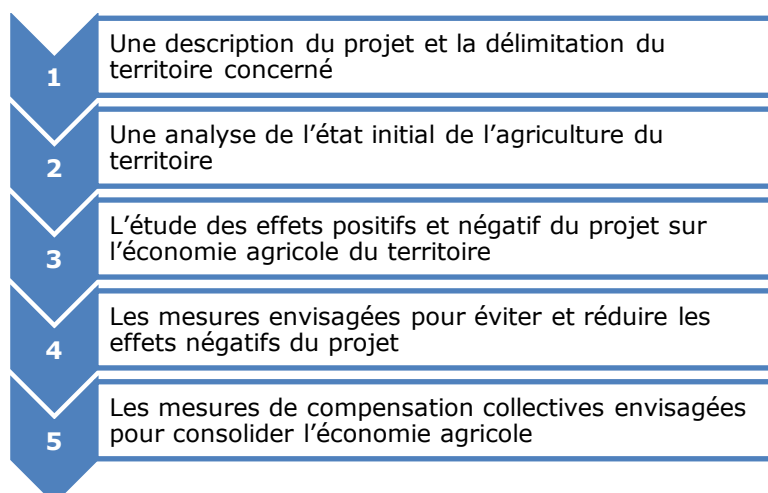 1
Une description du projet et la délimitation du
territoire concerné
2
Une analyse de l’état initial de l’agriculture du
territoire
3
L’étude des effets positifs et négatif du projet sur
l’économie agricole du territoire
4
Les mesures envisagées pour éviter et réduire les
effets négatifs du projet
5
Les mesures de compensation collectives envisagées
pour consolider l’économie agricole